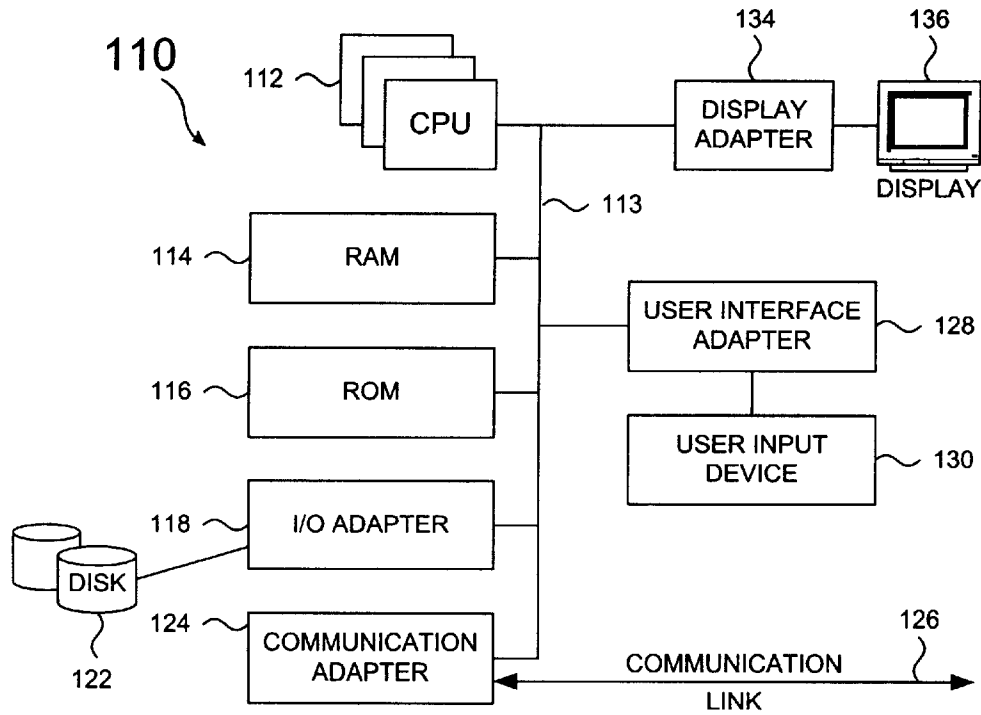 110
112
CPU
134
DISPLAY
ADAPTER
136
DISPLAY
113
114
RAM
USER INTERFACE
ADAPTER
128
116
ROM
USER INPUT
DEVICE
130
118
I/O ADAPTER
DISK
122
124
COMMUNICATION
ADAPTER
COMMUNICATION
LINK
126